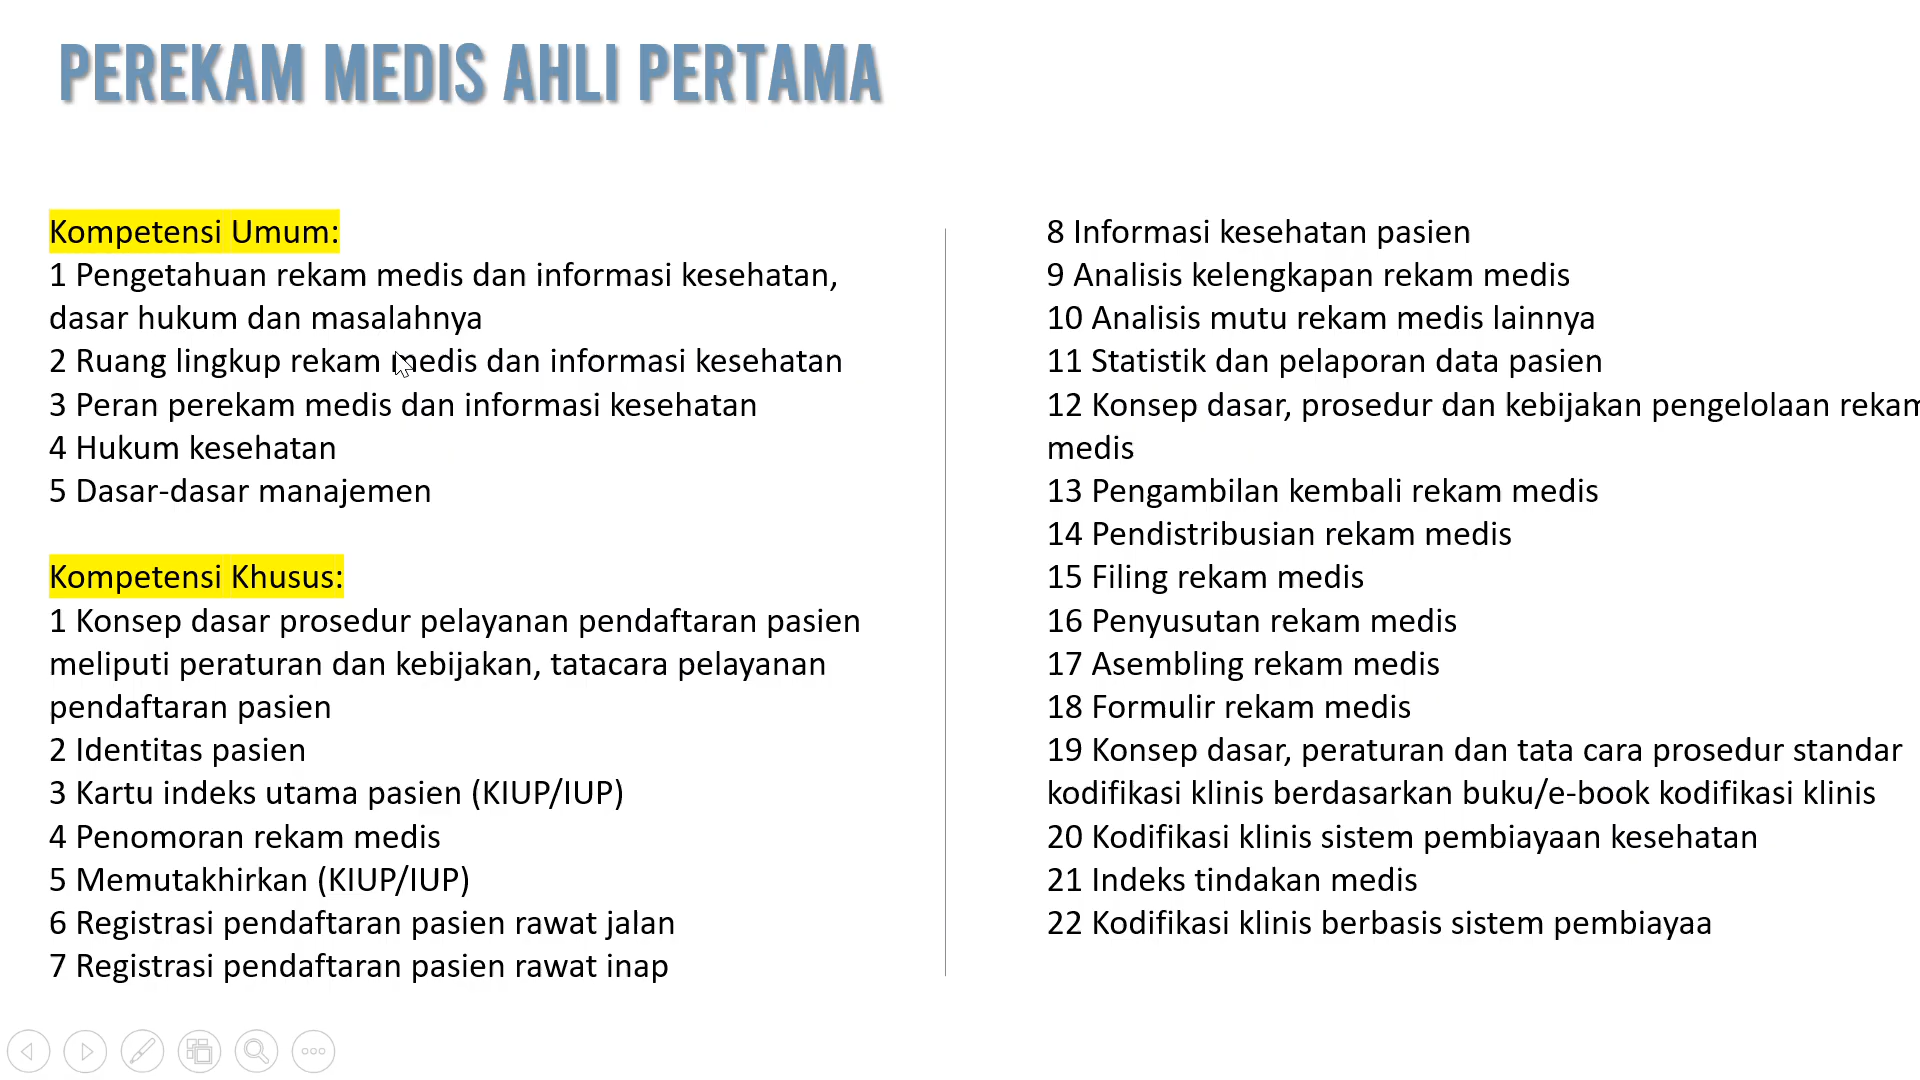 PEREKAM MEDIS AHLI PERTAMA
Kompetensi Umum:
1 Pengetahuan rekam medis dan informasi kesehatan,
dasar hukum dan masalahnya
2 Ruang lingkup rekam medis dan informasi kesehatan
3 Peran perekam medis dan informasi kesehatan
4 Hukum kesehatan
5 Dasar-dasar manajemen
Kompetensi Khusus:
1 Konsep dasar prosedur pelayanan pendaftaran pasien
meliputi peraturan dan kebijakan, tatacara pelayanan
pendaftaran pasien
2 Identitas pasien
3 Kartu indeks utama pasien (KIUP/IUP)
4 Penomoran rekam medis
5 Memutakhirkan (KIUP/IUP)
6 Registrasi pendaftaran pasien rawat jalan
7 Registrasi pendaftaran pasien rawat inap
8 Informasi kesehatan pasien
9 Analisis kelengkapan rekam medis
10 Analisis mutu rekam medis lainnya
11 Statistik dan pelaporan data pasien
12 Konsep dasar, prosedur dan kebijakan pengelolaan rekam
medis
13 Pengambilan kembali rekam medis
14 Pendistribusian rekam medis
15 Filing rekam medis
16 Penyusutan rekam medis
17 Asembling rekam medis
18 Formulir rekam medis
19 Konsep dasar, peraturan dan tata cara prosedur standar
kodifikasi klinis berdasarkan buku/e-book kodifikasi klinis
20 Kodifikasi klinis sistem pembiayaan kesehatan
21 Indeks tindakan medis
22 Kodifikasi klinis berbasis sistem pembiayaa